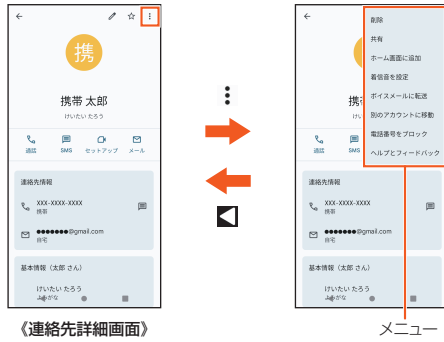 携
携帯 太郎
けいたい たろう
通話
SMS
セットアップ
メール
連絡先情報
XXX-XXXX-XXXX
携帯
●●●●●●●@gmail.com
自宅
基本情報（太郎 さん）
けいたい たろう
よみがな
《連絡先詳細画面》
削除
共有
ホーム画面に追加
着信音を設定
ボイスメールに転送
別のアカウントに移動
電話番号をブロック
ヘルプとフィードバック
携
けい
通話
SMS
連絡先情報
XXX-XXXX-XXXX
携帯
●●●●●●●@gmail.com
自宅
基本情報（太郎 さん）
けいたい たろう
よみがな
メニュー